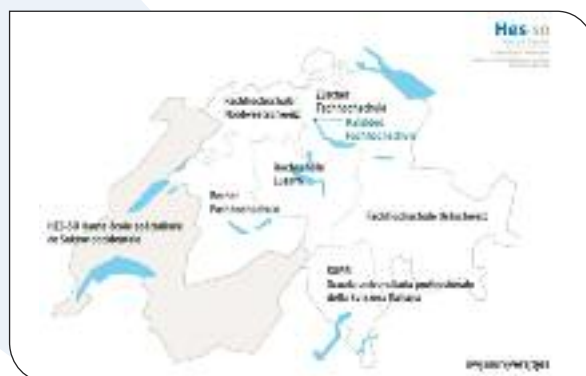 Hes·so
Fachhochschule
Nordwestschweiz
Zürcher
Fachhochschule
Kalaidos
Fachhochschule
Hochschule
Luzern
Berner
Fachhochschule
HES-SO Haute école spécialisée
de Suisse occidentale
Fachhochschule Ostschweiz
SUPSI
Scuola universitaria professionale
della Svizzera italiana